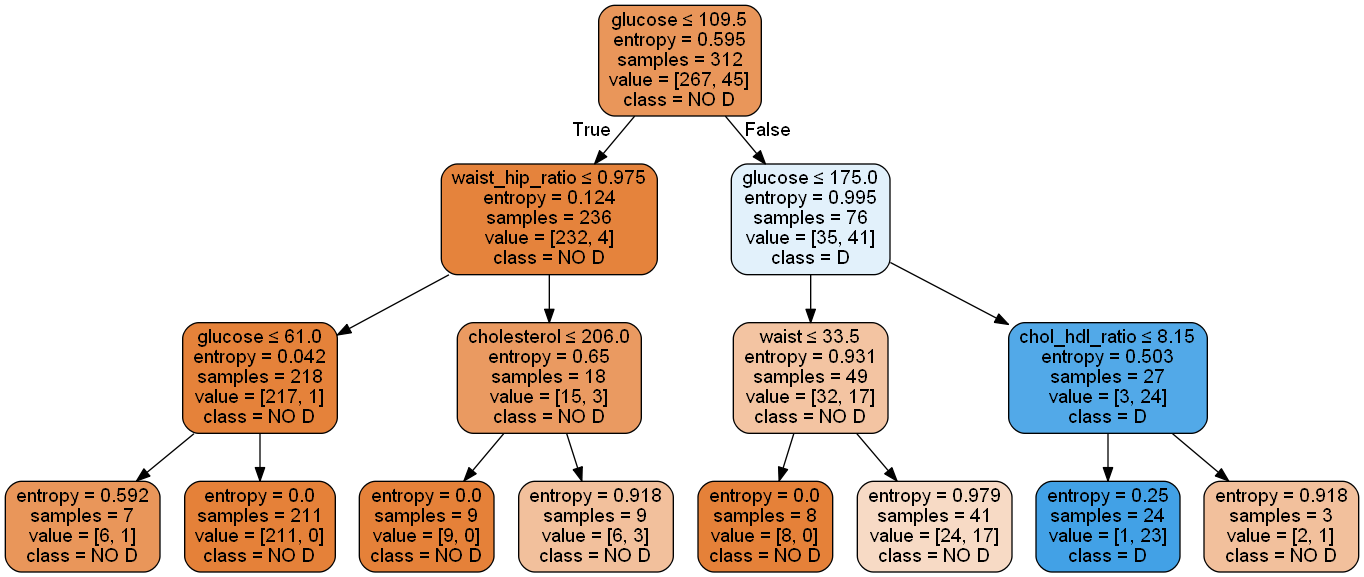 glucose ≤ 109.5
entropy = 0.595
samples = 312
value = [267, 45]
class = NO D
True
False
waist_hip_ratio ≤ 0.975
entropy = 0.124
samples = 236
value = [232, 4]
class = NO D
glucose ≤ 175.0
entropy = 0.995
samples = 76
value = [35, 41]
class = D
glucose ≤ 61.0
entropy = 0.042
samples = 218
value = [217, 1]
class = NO D
cholesterol ≤ 206.0
entropy = 0.65
samples = 18
value = [15, 3]
class = NO D
waist ≤ 33.5
entropy = 0.931
samples = 49
value = [32, 17]
class = NO D
chol_hdl_ratio ≤ 8.15
entropy = 0.503
samples = 27
value = [3, 24]
class = D
entropy = 0.592
samples = 7
value = [6, 1]
class = NO D
entropy = 0.0
samples = 211
value = [211, 0]
class = NO D
entropy = 0.0
samples = 9
value = [9, 0]
class = NO D
entropy = 0.918
samples = 9
value = [6, 3]
class = NO D
entropy = 0.0
samples = 8
value = [8, 0]
class = NO D
entropy = 0.979
samples = 41
value = [24, 17]
class = NO D
entropy = 0.25
samples = 24
value = [1, 23]
class = D
entropy = 0.918
samples = 3
value = [2, 1]
class = NO D